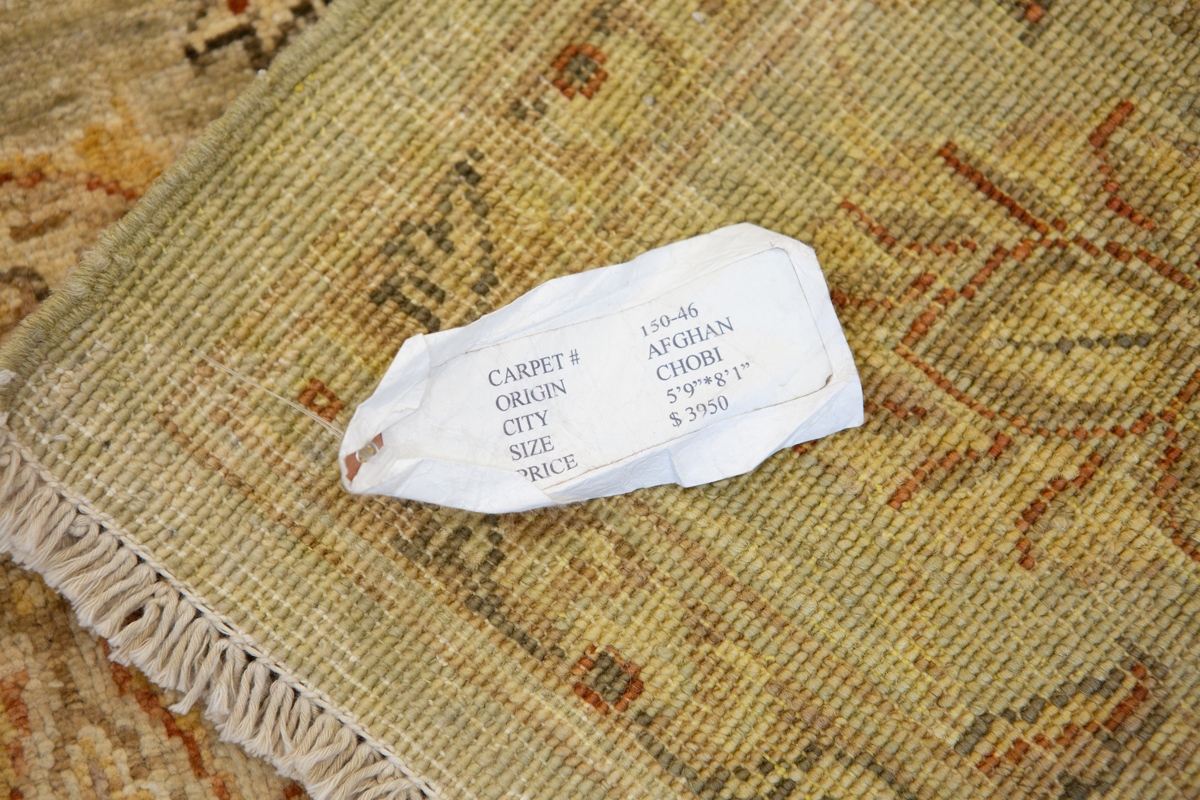 CARPET # 150-46
ORIGIN AFGHAN
CITY CHOBI
SIZE 5'9"*8'1"
PRICE $ 3950